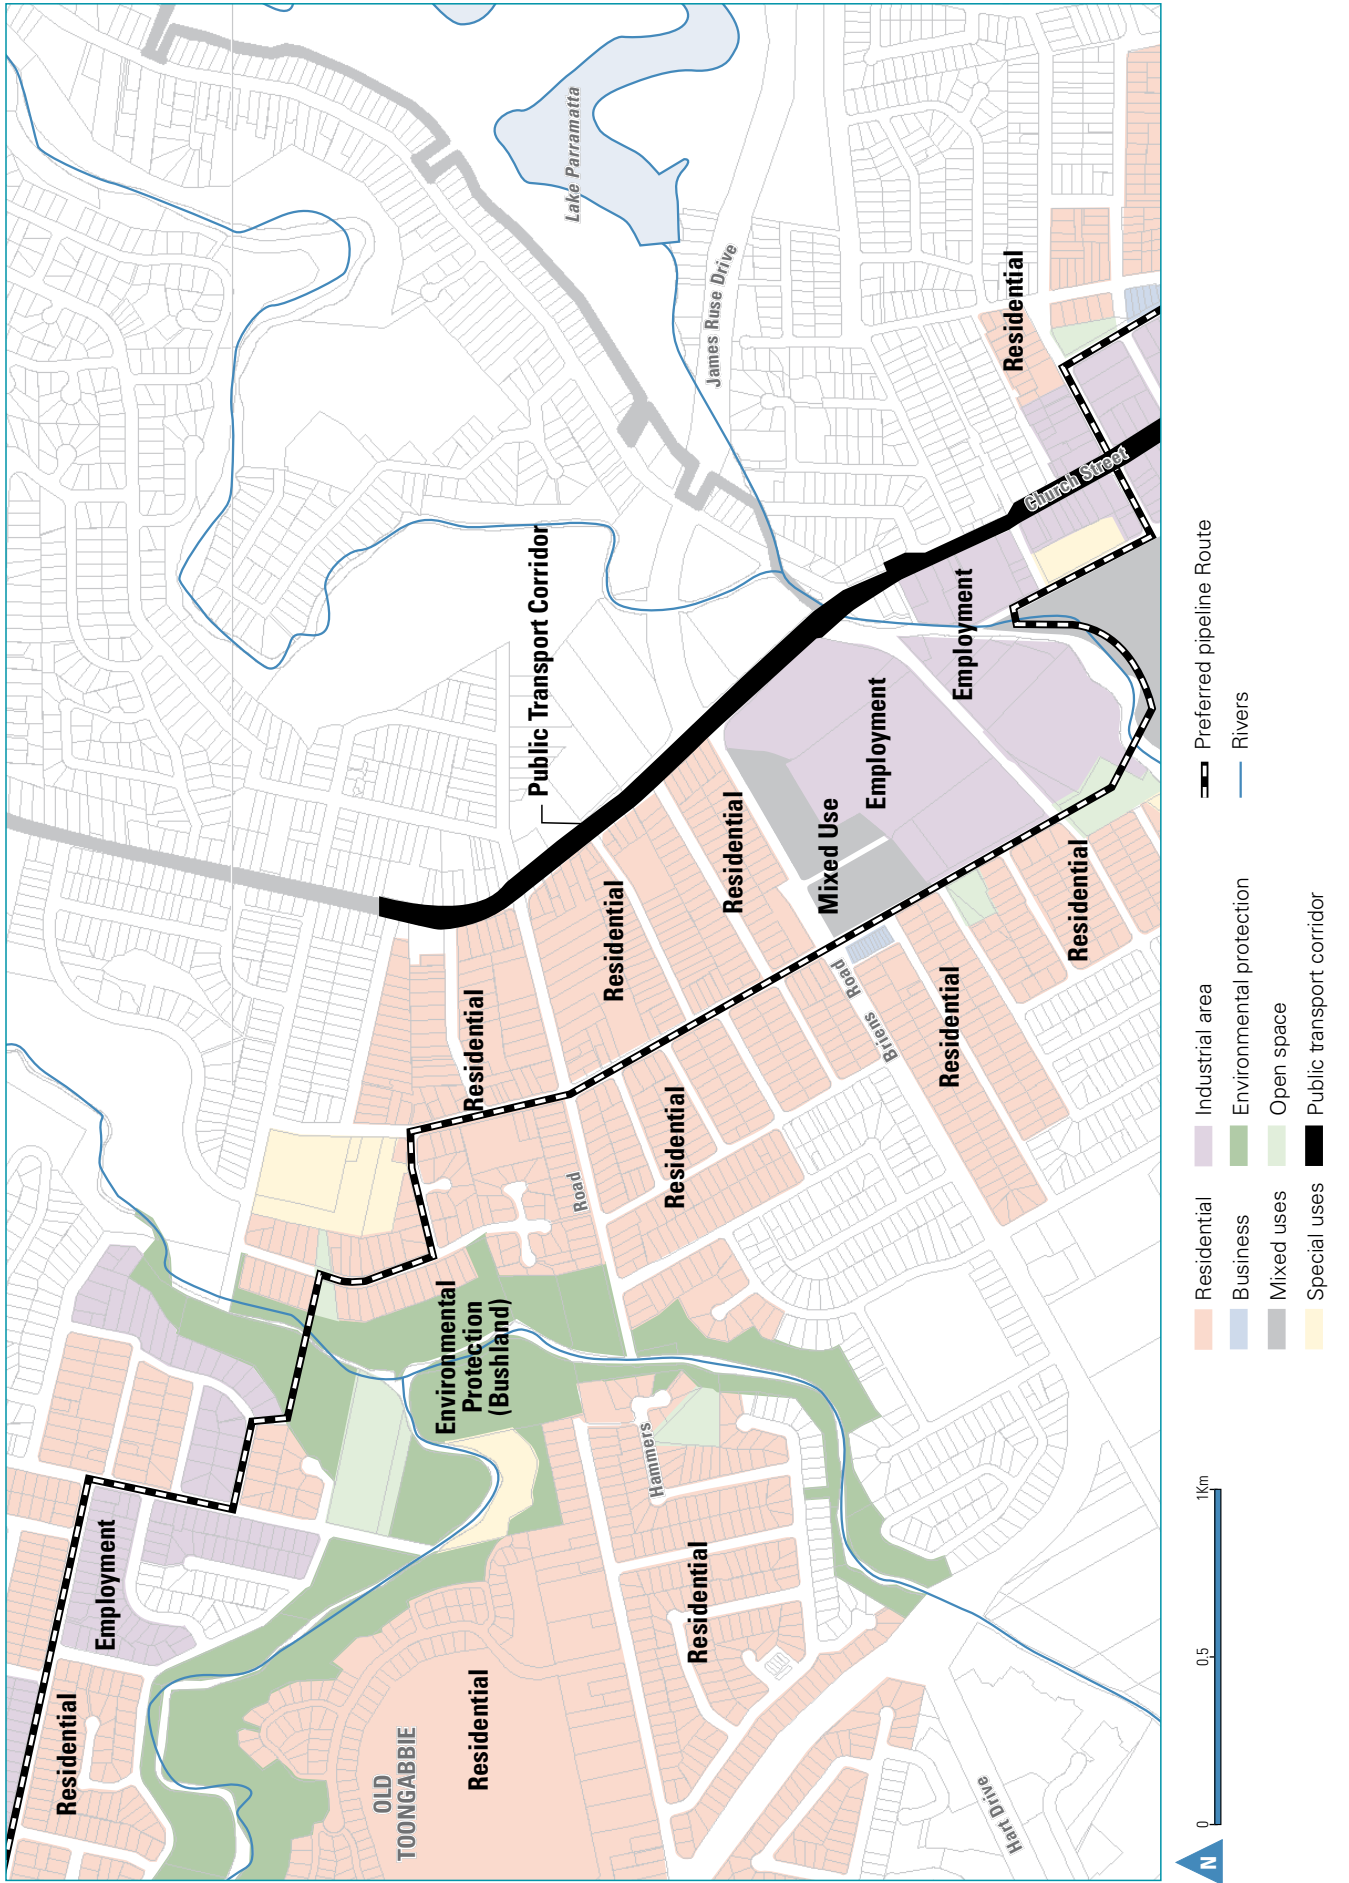 Lake Parramatta
James Ruse Drive
Residential
Church Street
Public Transport Corridor
Employment
Employment
Residential
Mixed Use
Residential
Residential
Residential
Briens Road
Residential
Residential
Road
Environmental
Protection
(Bushland)
Hammers
Employment
Residential
Residential
Residential
OLD
TOONGABBIE
Hart Drive
N
0
0.5
1Km
Residential
Business
Mixed uses
Special uses
Industrial area
Environmental protection
Open space
Public transport corridor
Preferred pipeline Route
Rivers